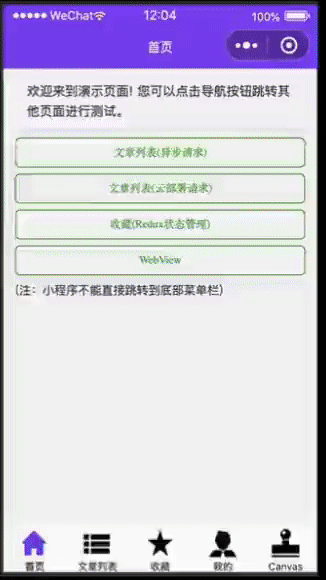 WeChat 12:04 100%
首页
欢迎来到演示页面! 您可以点击导航按钮跳转其
他页面进行测试。
文章列表(异步请求)
文章列表(云部署请求)
收藏(Redux状态管理)
WebView
(注：小程序不能直接跳转到底部菜单栏)
首页 文章列表 收藏 我的 Canvas